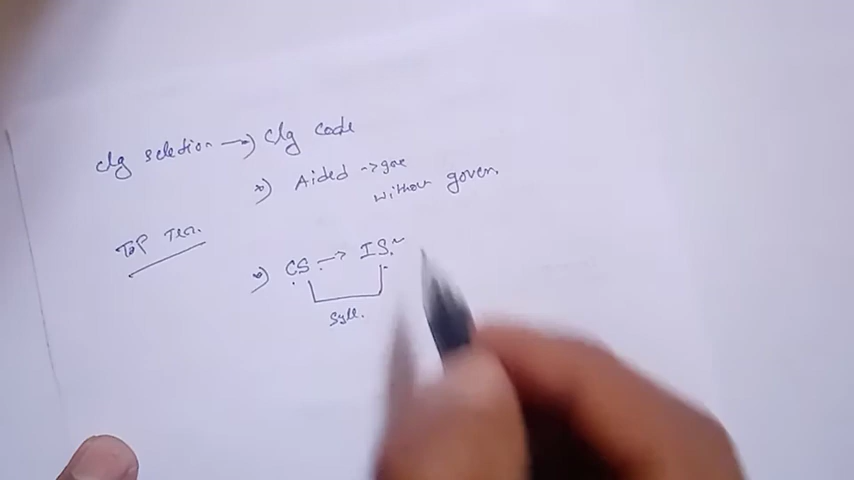 clg selection → *) clg code
*) Aided → gov
without govern.
Top Ten.
*) CS. → IS.
Syll.